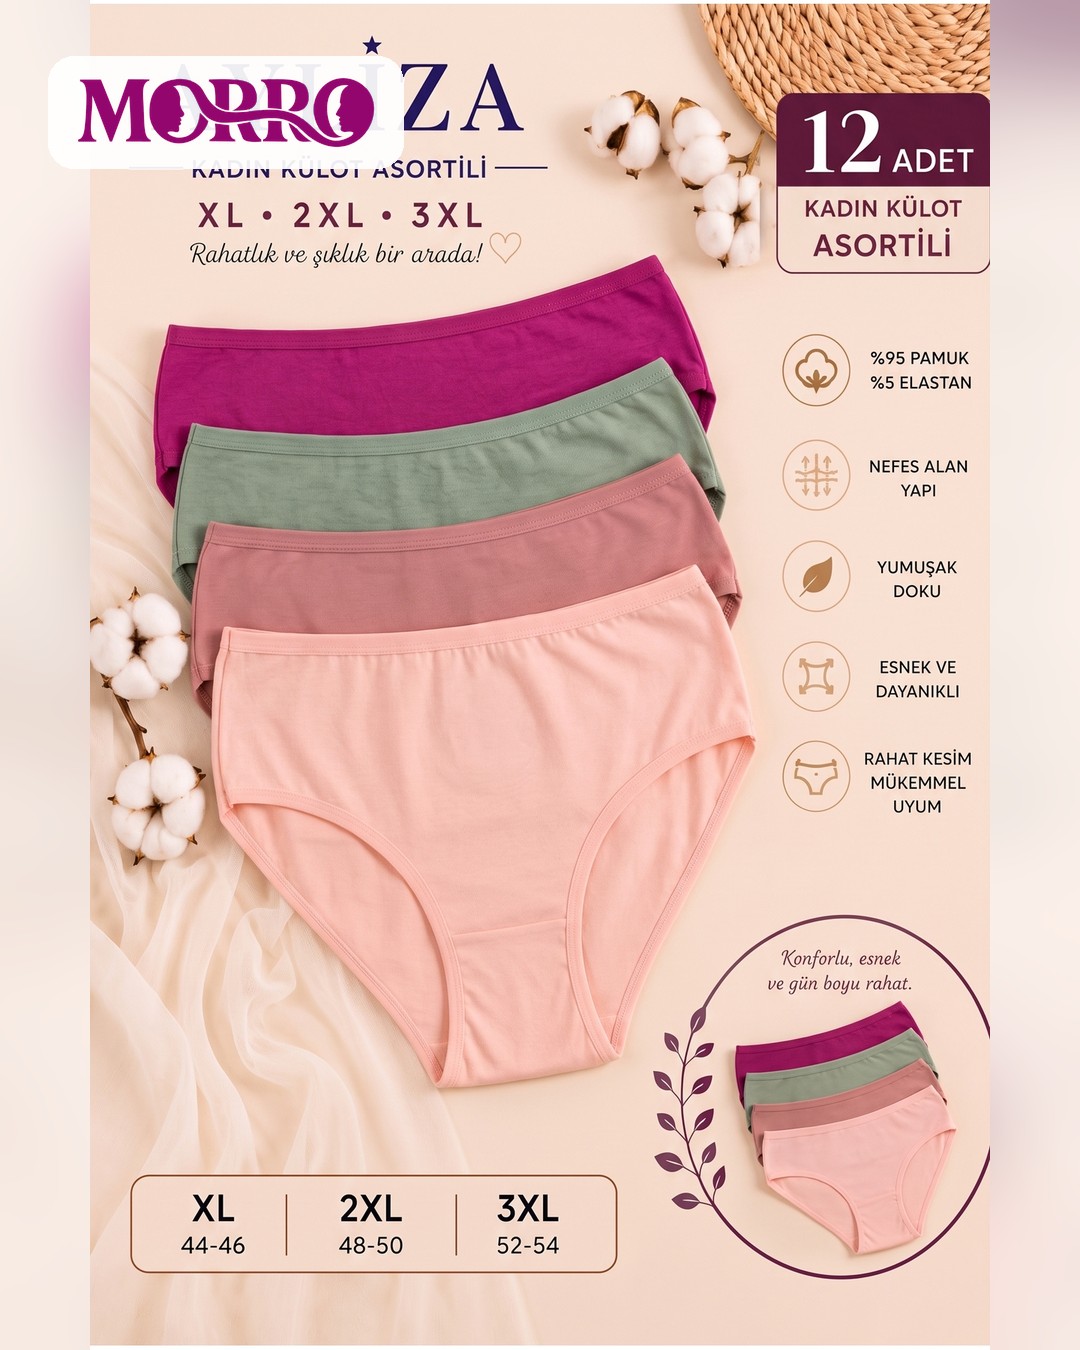 MORRO
KADIN KÜLOT ASORTİLİ
XL • 2XL • 3XL
Rahatlık ve şıklık bir arada!
12 ADET
KADIN KÜLOT
ASORTİLİ
%95 PAMUK
%5 ELASTAN
NEFES ALAN
YAPI
YUMUŞAK
DOKU
ESNEK VE
DAYANIKLI
RAHAT KESİM
MÜKEMMEL
UYUM
Konforlu, esnek
ve gün boyu rahat.
XL
44-46
2XL
48-50
3XL
52-54